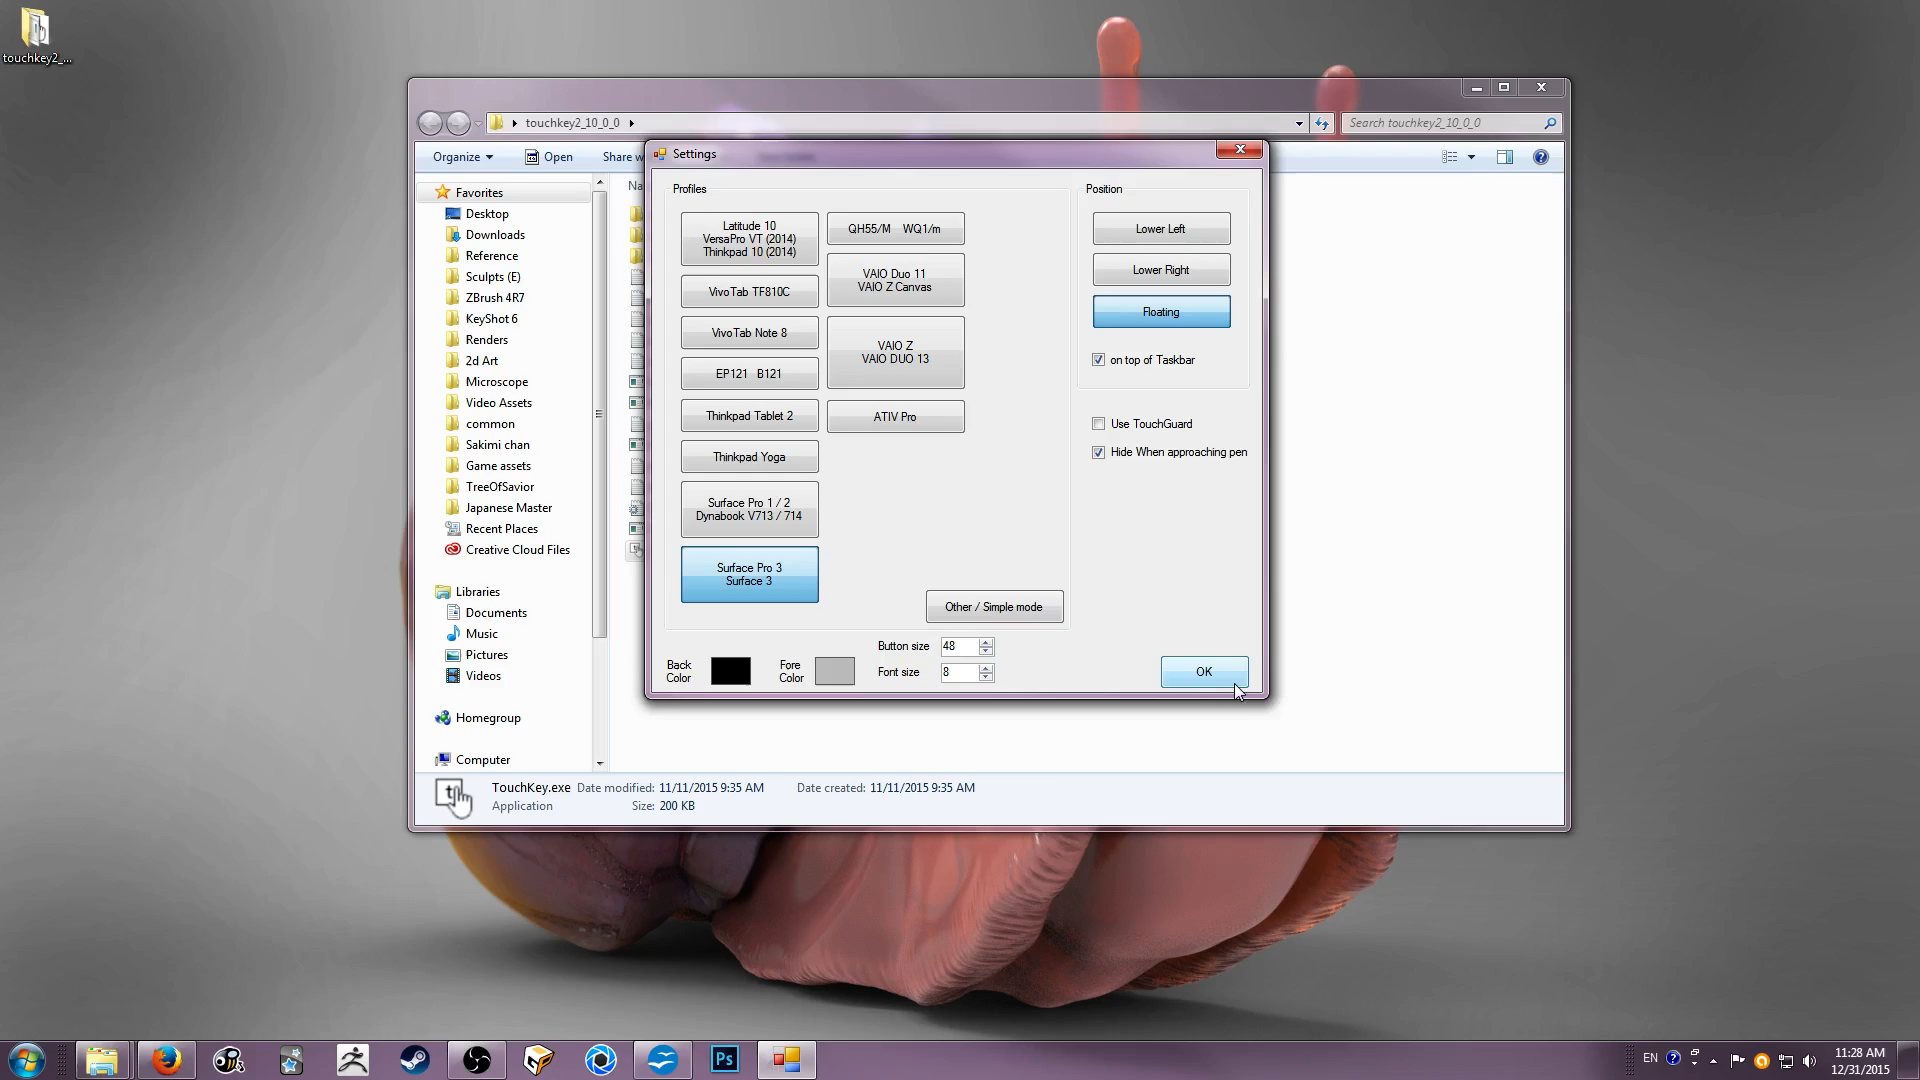 touchkey2_...
touchkey2_10_0_0
Search touchkey2_10_0_0
Organize
Open
Share w
Na
Favorites
Desktop
Downloads
Reference
Sculpts (E)
ZBrush 4R7
KeyShot 6
Renders
2d Art
Microscope
Video Assets
common
Sakimi chan
Game assets
TreeOfSavior
Japanese Master
Recent Places
Creative Cloud Files
Libraries
Documents
Music
Pictures
Videos
Homegroup
Computer
Settings
Profiles
Latitude 10
VersaPro VT (2014)
Thinkpad 10 (2014)
VivoTab TF810C
VivoTab Note 8
EP121 B121
Thinkpad Tablet 2
Thinkpad Yoga
Surface Pro 1 / 2
Dynabook V713 / 714
Surface Pro 3
Surface 3
QH55/M WQ1/m
VAIO Duo 11
VAIO Z Canvas
VAIO Z
VAIO DUO 13
ATIV Pro
Other / Simple mode
Position
Lower Left
Lower Right
Floating
on top of Taskbar
Use TouchGuard
Hide When approaching pen
Back
Color
Fore
Color
Button size 48
Font size 8
OK
TouchKey.exe Date modified: 11/11/2015 9:35 AM Date created: 11/11/2015 9:35 AM
Application Size: 200 KB
Ps
EN
11:28 AM
12/31/2015